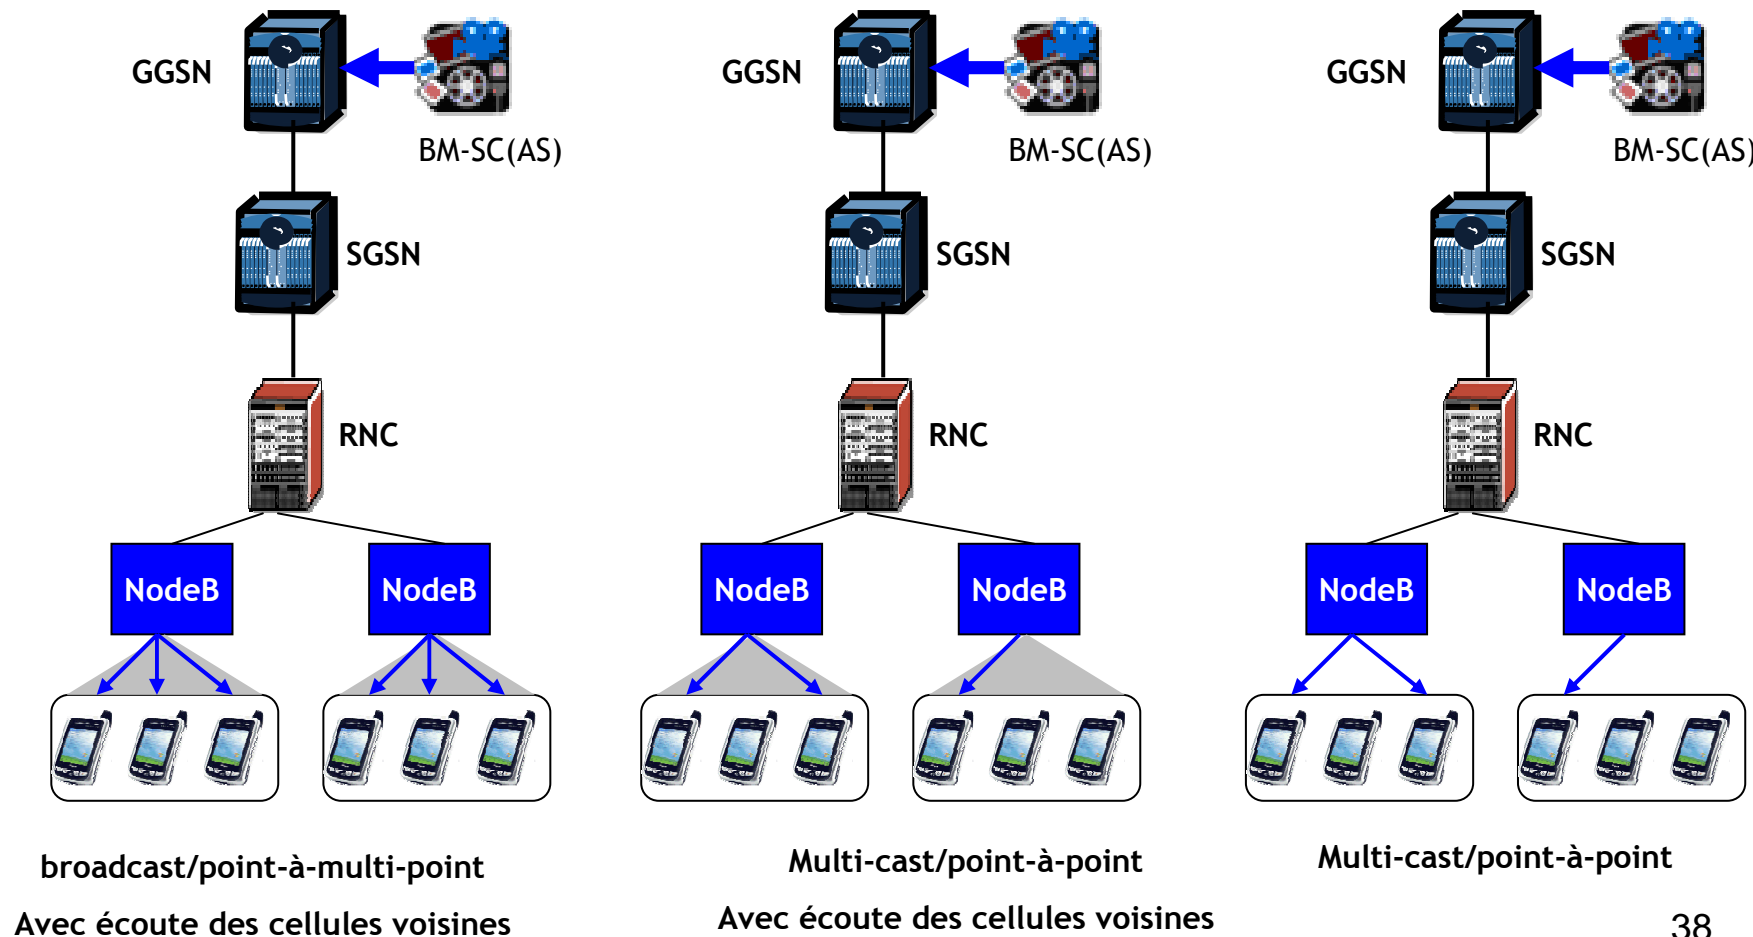 GGSN
BM-SC(AS)
SGSN
RNC
NodeB
NodeB
broadcast/point-à-multi-point
Avec écoute des cellules voisines
GGSN
BM-SC(AS)
SGSN
RNC
NodeB
NodeB
Multi-cast/point-à-point
Avec écoute des cellules voisines
GGSN
BM-SC(AS)
SGSN
RNC
NodeB
NodeB
Multi-cast/point-à-point
38